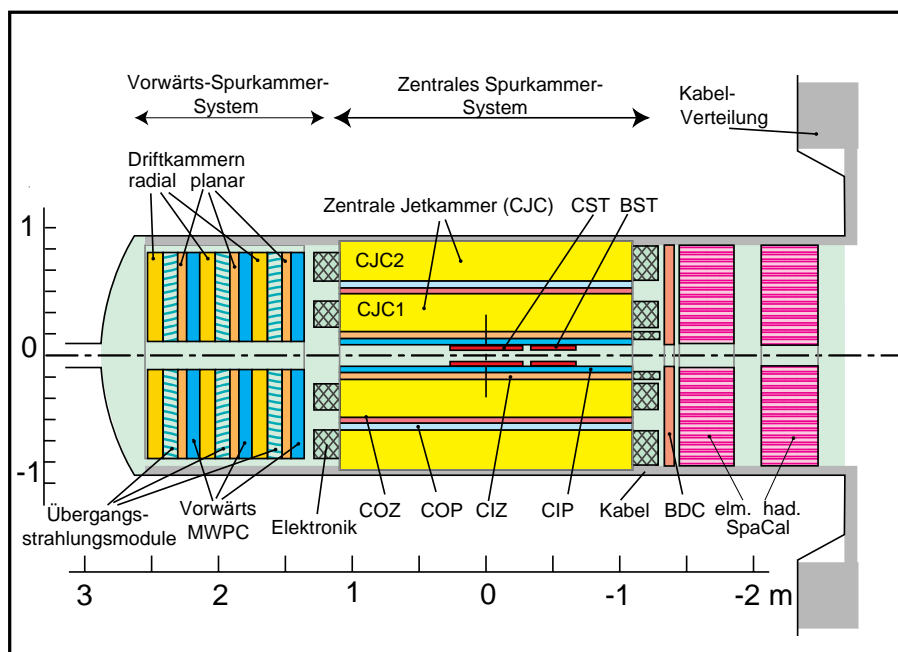 Vorwärts-Spurkammer-
System
Zentrales Spurkammer-
System
Kabel-
Verteilung
Driftkammern
radial planar
Zentrale Jetkammer (CJC)
CST BST
1
CJC2
CJC1
0
-1
Übergangs-
strahlungsmodule
Vorwärts
MWPC
Elektronik
COZ
COP
CIZ
CIP
Kabel
BDC
elm. had.
SpaCal
3
2
1
0
-1
-2 m